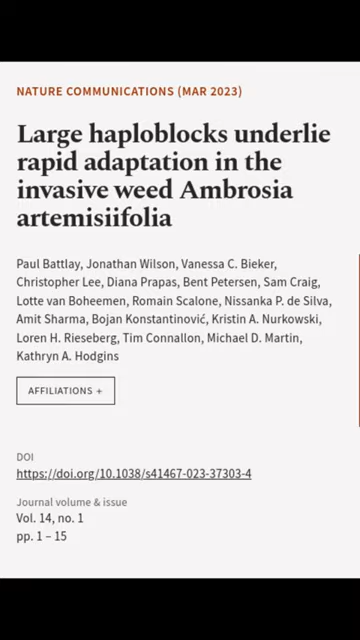 NATURE COMMUNICATIONS (MAR 2023)
Large haploblocks underlie
rapid adaptation in the
invasive weed Ambrosia
artemisiifolia
Paul Battlay, Jonathan Wilson, Vanessa C. Bieker,
Christopher Lee, Diana Prapas, Bent Petersen, Sam Craig,
Lotte van Boheemen, Romain Scalone, Nissanka P. de Silva,
Amit Sharma, Bojan Konstantinović, Kristin A. Nurkowski,
Loren H. Rieseberg, Tim Connallon, Michael D. Martin,
Kathryn A. Hodgins
AFFILIATIONS +
DOI
https://doi.org/10.1038/s41467-023-37303-4
Journal volume & issue
Vol. 14, no. 1
pp. 1 – 15